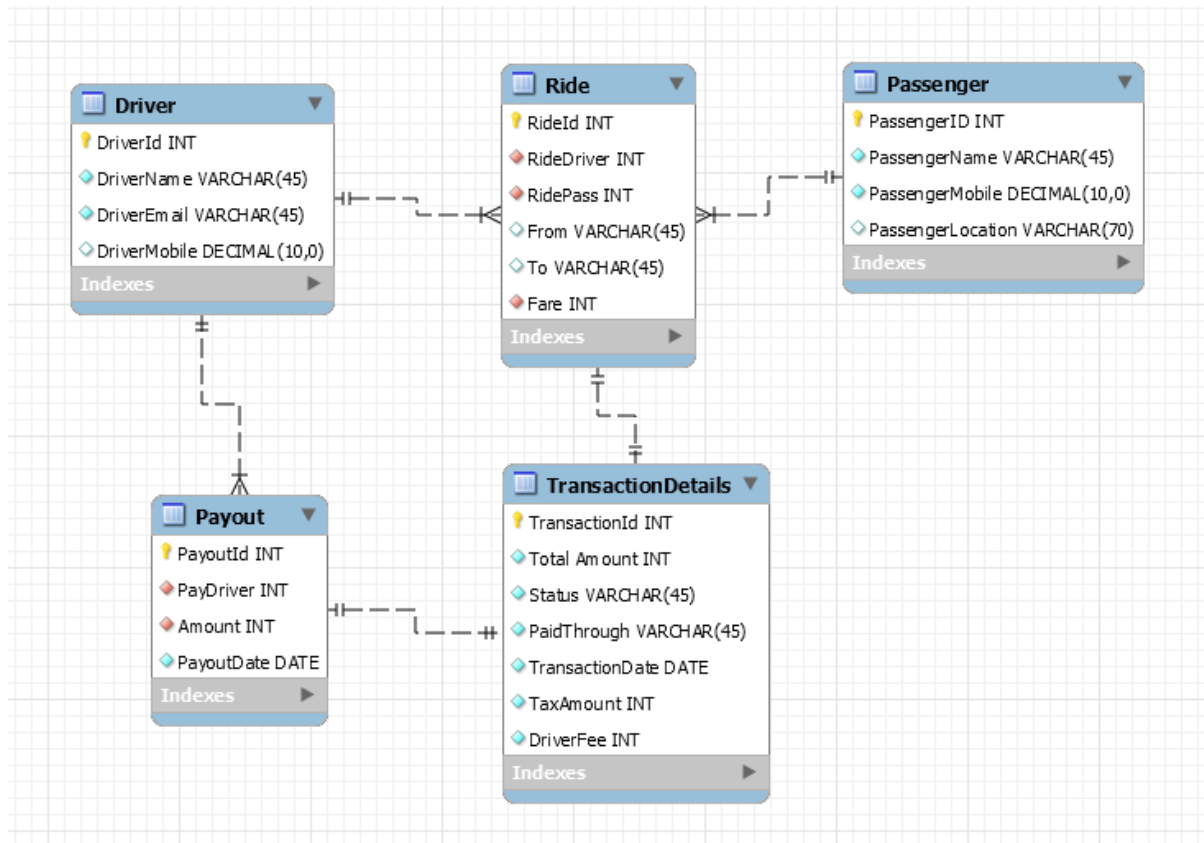 Driver
DriverId INT
DriverName VARCHAR(45)
DriverEmail VARCHAR(45)
DriverMobile DECIMAL(10,0)
Indexes
Ride
RideId INT
RideDriver INT
RidePass INT
From VARCHAR(45)
To VARCHAR(45)
Fare INT
Indexes
Passenger
PassengerID INT
PassengerName VARCHAR(45)
PassengerMobile DECIMAL(10,0)
PassengerLocation VARCHAR(70)
Indexes
Payout
PayoutId INT
PayDriver INT
Amount INT
PayoutDate DATE
Indexes
TransactionDetails
TransactionId INT
Total Amount INT
Status VARCHAR(45)
PaidThrough VARCHAR(45)
TransactionDate DATE
TaxAmount INT
DriverFee INT
Indexes